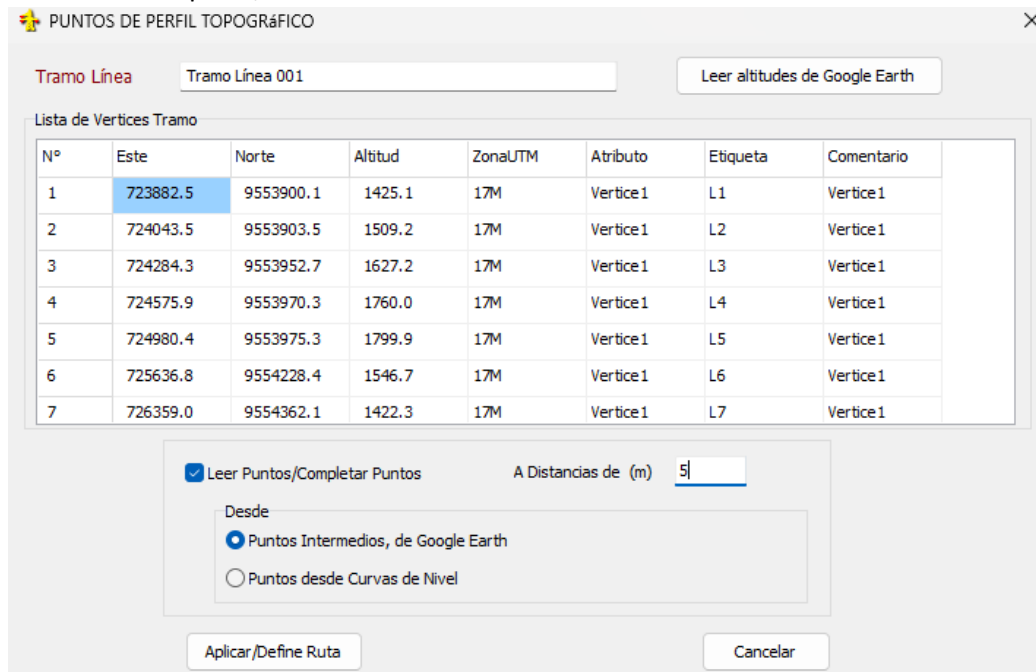 PUNTOS DE PERFIL TOPOGRáFICO
Tramo Línea Tramo Línea 001 Leer altitudes de Google Earth
Lista de Vertices Tramo
N° Este Norte Altitud ZonaUTM Atributo Etiqueta Comentario
1 723882.5 9553900.1 1425.1 17M Vertice1 L1 Vertice1
2 724043.5 9553903.5 1509.2 17M Vertice1 L2 Vertice1
3 724284.3 9553952.7 1627.2 17M Vertice1 L3 Vertice1
4 724575.9 9553970.3 1760.0 17M Vertice1 L4 Vertice1
5 724980.4 9553975.3 1799.9 17M Vertice1 L5 Vertice1
6 725636.8 9554228.4 1546.7 17M Vertice1 L6 Vertice1
7 726359.0 9554362.1 1422.3 17M Vertice1 L7 Vertice1
Leer Puntos/Completar Puntos A Distancias de (m) 5
Desde
Puntos Intermedios, de Google Earth
Puntos desde Curvas de Nivel
Aplicar/Define Ruta Cancelar